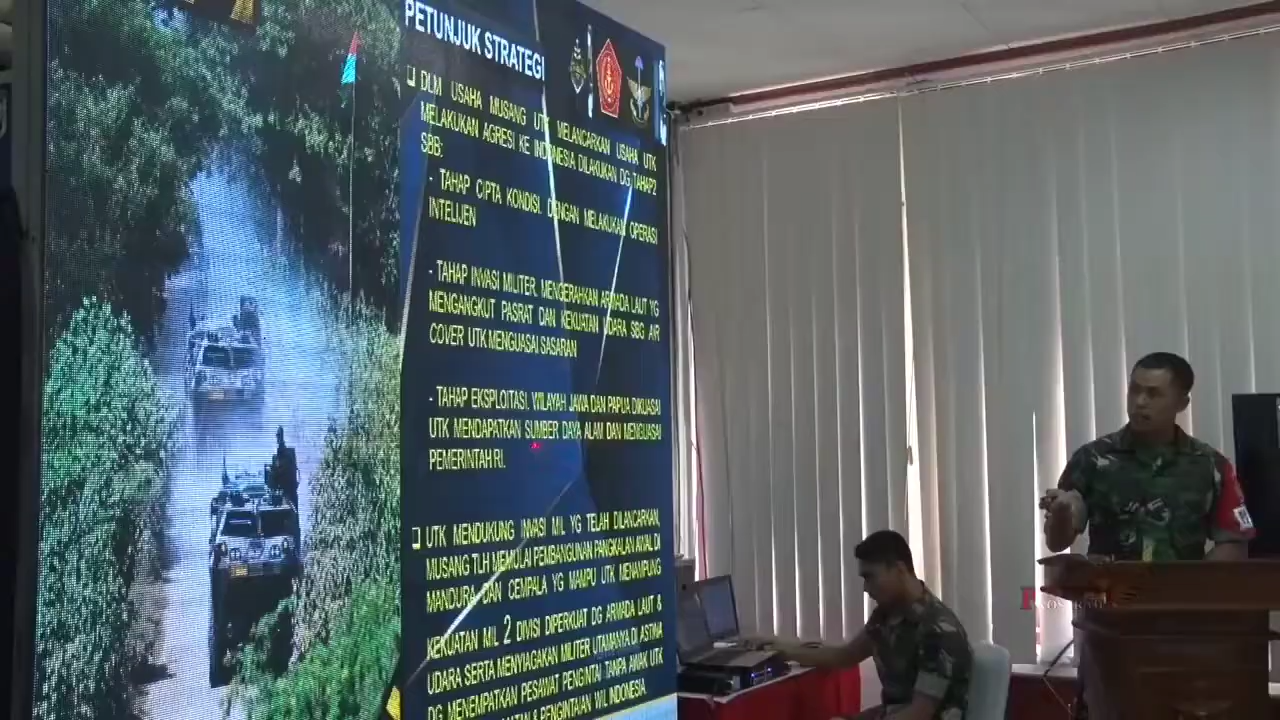 PETUNJUK STRATEGI
❑ DLM USAHA MUSANG UTK MELANCARKAN USAHA UTK
MELAKUKAN AGRESI KE INDONESIA DILAKUKAN DG TAHAP2
SBB:
- TAHAP CIPTA KONDISI. DENGAN MELAKUKAN OPERASI
INTELIJEN
- TAHAP INVASI MILITER. MENGERAHKAN ARMADA LAUT YG
MENGANGKUT PASRAT DAN KEKUATAN UDARA SBG AIR
COVER UTK MENGUASAI SASARAN
- TAHAP EKSPLOITASI. WILAYAH JAWA DAN PAPUA DIKUASAI
UTK MENDAPATKAN SUMBER DAYA ALAM DAN MENGUASAI
PEMERINTAH RI.
❑ UTK MENDUKUNG INVASI MIL YG TELAH DILANCARKAN,
MUSANG TLH MEMULAI PEMBANGUNAN PANGKALAN AWAL DI
MANDURA DAN CEMPALA YG MAMPU UTK MENAMPUNG
KEKUATAN MIL 2 DIVISI DIPERKUAT DG ARMADA LAUT &
UDARA SERTA MENYIAGAKAN MILITER UTAMANYA DI ASTINA
DG MENEMPATKAN PESAWAT PENGINTAI TANPA AWAK UTK
& PENGINTAIAN WIL INDONESIA.